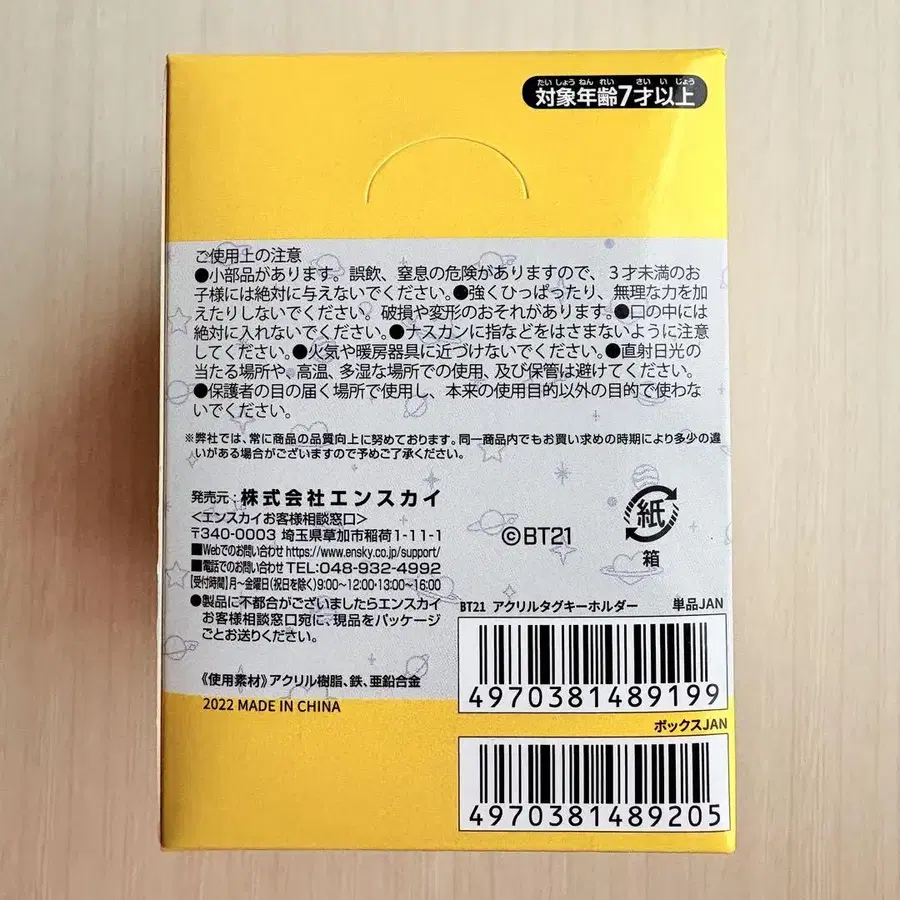 たいしょうねんれい さいいじょう
対象年齢7才以上
ご使用上の注意
●小部品があります。誤飲、窒息の危険がありますので、3才未満のお
子様には絶対に与えないでください。●強くひっぱったり、無理な力を加
えたりしないでください。破損や変形のおそれがあります。●口の中には
絶対に入れないでください。●ナスカンに指などをはさまないように注意
してください。●火気や暖房器具に近づけないでください。●直射日光の
当たる場所や、高温、多湿な場所での使用、及び保管は避けてください。
●保護者の目の届く場所で使用し、本来の使用目的以外の目的で使わな
いでください。
※弊社では、常に商品の品質向上に努めております。同一商品内でもお買い求めの時期により多少の違
いがある場合がございますので予めご了承ください。
発売元:株式会社エンスカイ
<エンスカイお客様相談窓口>
〒340-0003 埼玉県草加市稲荷1-11-1
■Webでのお問い合わせ https://www.ensky.co.jp/support/
■電話でのお問い合わせ TEL:048-932-4992
【受付時間】月~金曜日(祝日を除く)9:00~12:00・13:00~16:00
●製品に不都合がございましたらエンスカイ
お客様相談窓口宛に、現品をパッケージ
ごとお送りください。
《使用素材》アクリル樹脂、鉄、亜鉛合金
2022 MADE IN CHINA
©BT21
紙
箱
BT21 アクリルタグキーホルダー 単品JAN
4970381489199
ボックスJAN
4970381489205